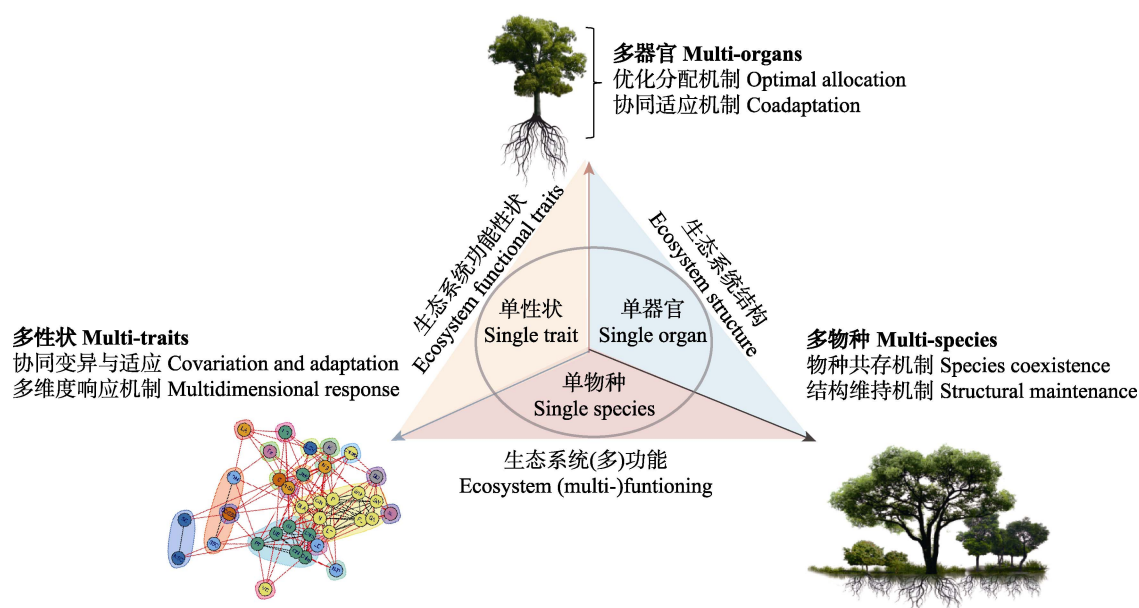 多器官 Multi-organs
优化分配机制 Optimal allocation
协同适应机制 Coadaptation
生态系统功能性状
Ecosystem functional traits
生态系统结构
Ecosystem structure
单性状
Single trait
单器官
Single organ
单物种
Single species
多性状 Multi-traits
协同变异与适应 Covariation and adaptation
多维度响应机制 Multidimensional response
多物种 Multi-species
物种共存机制 Species coexistence
结构维持机制 Structural maintenance
生态系统(多)功能
Ecosystem (multi-)funtioning